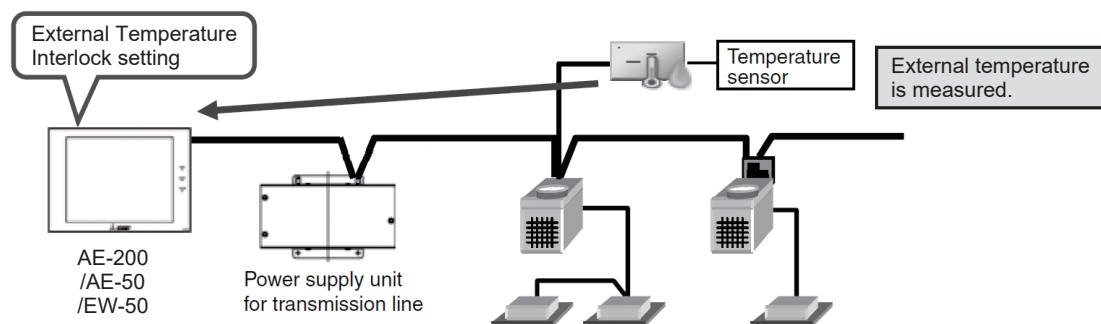 External Temperature
Interlock setting
Temperature
sensor
External temperature
is measured.
AE-200
/AE-50
/EW-50
Power supply unit
for transmission line